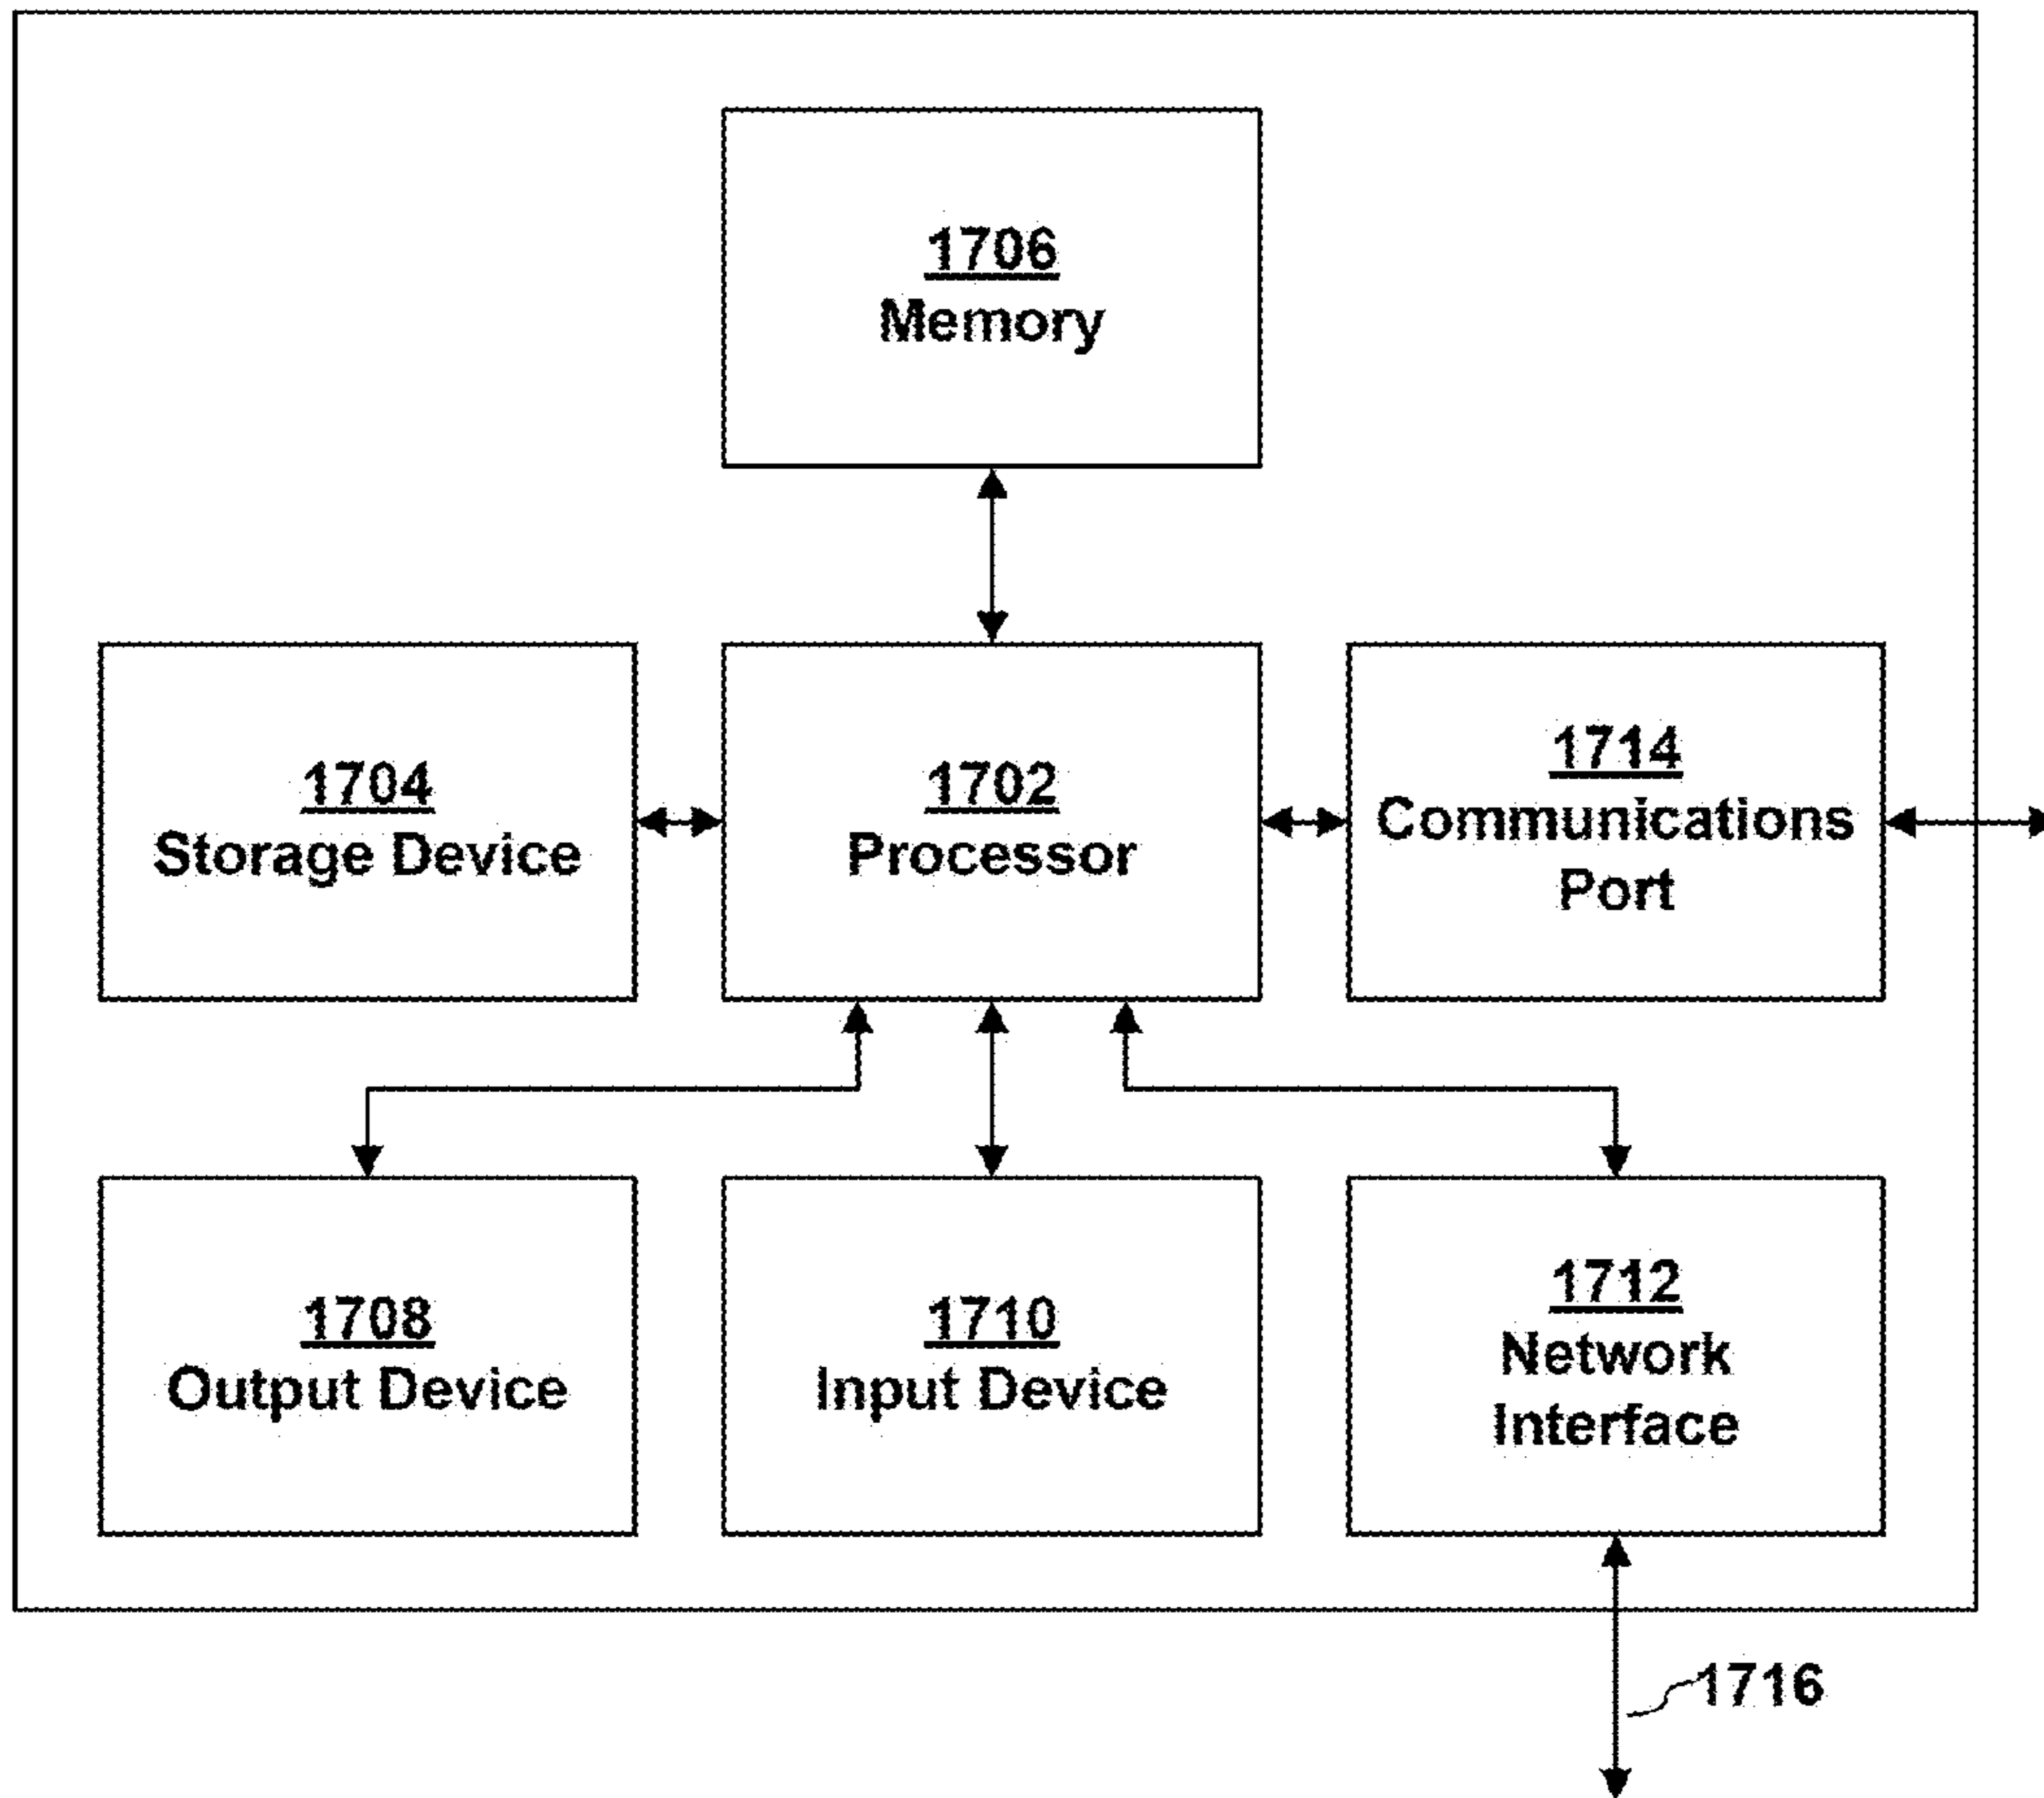 1706
Memory
1704
Storage Device
1702
Processor
1714
Communications
Port
1708
Output Device
1710
Input Device
1712
Network
Interface
1716